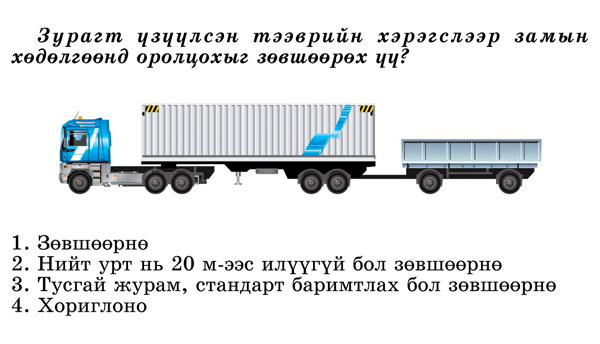 Зурагт үзүүлсэн тээврийн хэрэгслээр замын
хөдөлгөөнд оролцохыг зөвшөөрөх үү?
1. Зөвшөөрнө
2. Нийт урт нь 20 м-ээс илүүгүй бол зөвшөөрнө
3. Тусгай журам, стандарт баримтлах бол зөвшөөрнө
4. Хориглоно